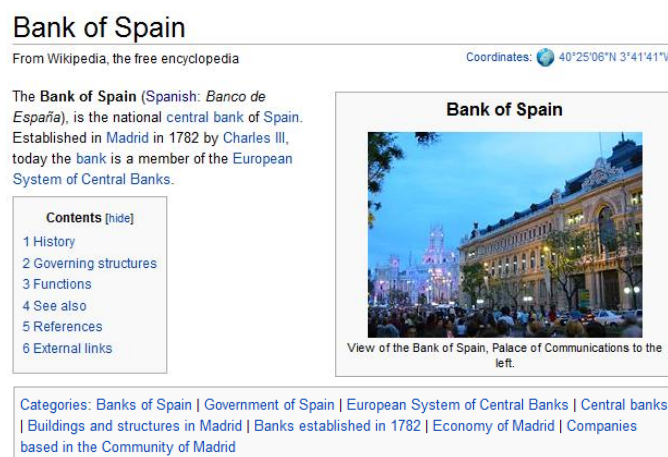 Bank of Spain
From Wikipedia, the free encyclopedia
Coordinates: 40°25′06″N 3°41′41″W
The Bank of Spain (Spanish: Banco de
España), is the national central bank of Spain.
Established in Madrid in 1782 by Charles III,
today the bank is a member of the European
System of Central Banks.
Contents [hide]
1 History
2 Governing structures
3 Functions
4 See also
5 References
6 External links
Bank of Spain
View of the Bank of Spain, Palace of Communications to the
left.
Categories: Banks of Spain | Government of Spain | European System of Central Banks | Central banks
| Buildings and structures in Madrid | Banks established in 1782 | Economy of Madrid | Companies
based in the Community of Madrid